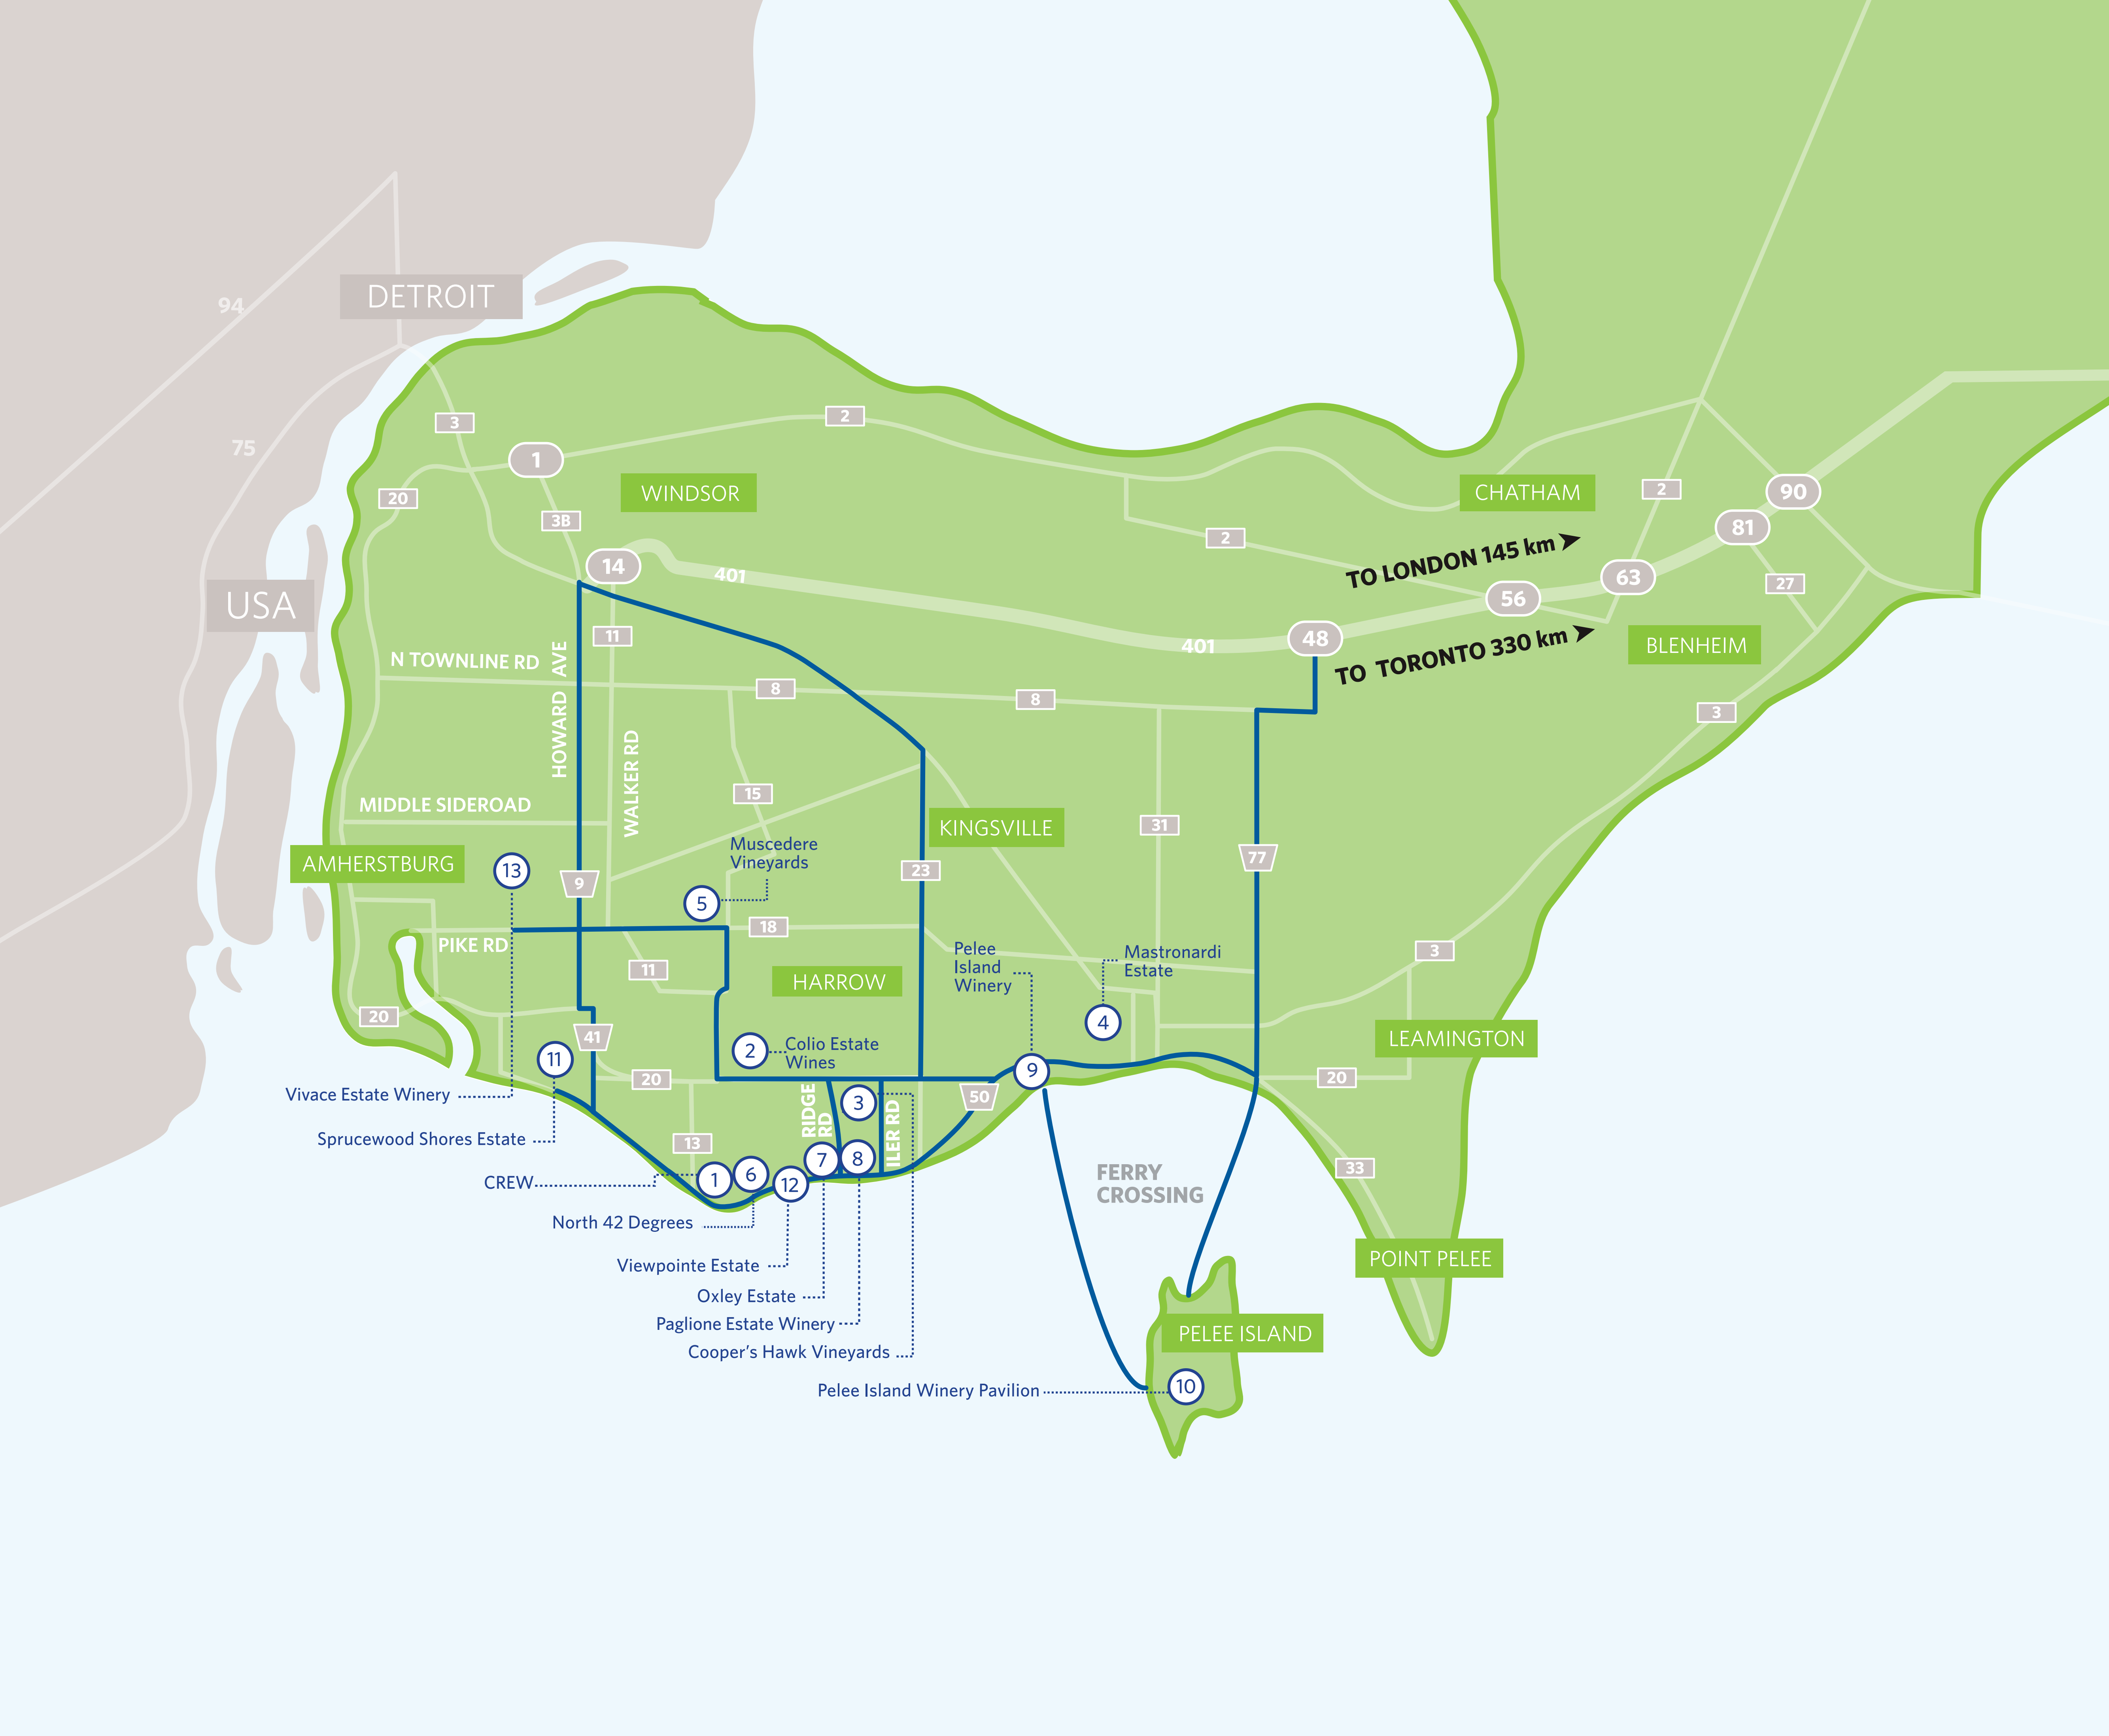 94
DETROIT
75
3
2
1
20
3B
WINDSOR
CHATHAM
2
90
2
81
TO LONDON 145 km
14
401
63
27
56
USA
11
48
401
TO TORONTO 330 km
BLENHEIM
N TOWNLINE RD
HOWARD AVE
8
8
3
WALKER RD
15
MIDDLE SIDEROAD
31
KINGSVILLE
Muscedere
Vineyards
77
AMHERSTBURG
13
9
23
5
18
PIKE RD
Pelee
Island
Winery
Mastronardi
Estate
3
11
HARROW
20
4
41
LEAMINGTON
2
Colio Estate
Wines
11
9
20
20
Vivace Estate Winery
50
RIDGE
RD
3
ILER RD
Sprucewood Shores Estate
13
7
8
33
FERRY
CROSSING
CREW
1
6
12
North 42 Degrees
Viewpointe Estate
POINT PELEE
Oxley Estate
Paglione Estate Winery
PELEE ISLAND
Cooper's Hawk Vineyards
Pelee Island Winery Pavilion
10